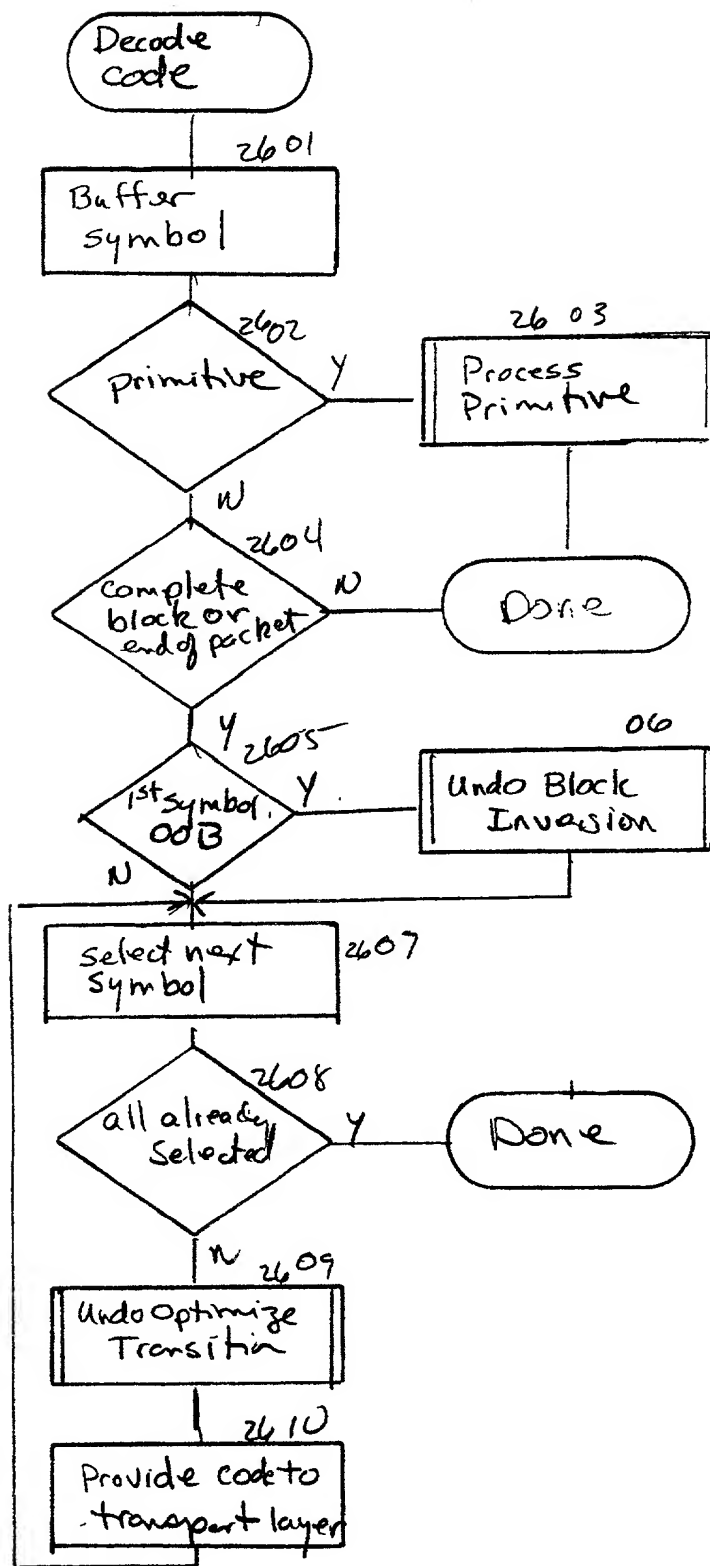 Decode
code
2601
Buffer
symbol
2602
primitive
Y
2603
Process
Primitive
N
2604
complete
block or
end of packet
N
Done
Y
2605
1st symbol
OOB
Y
06
Undo Block
Invasion
N
select next
symbol
2607
2608
all already
selected
Y
Done
N
2609
Undo Optimize
Transition
2610
Provide code to
transport layer